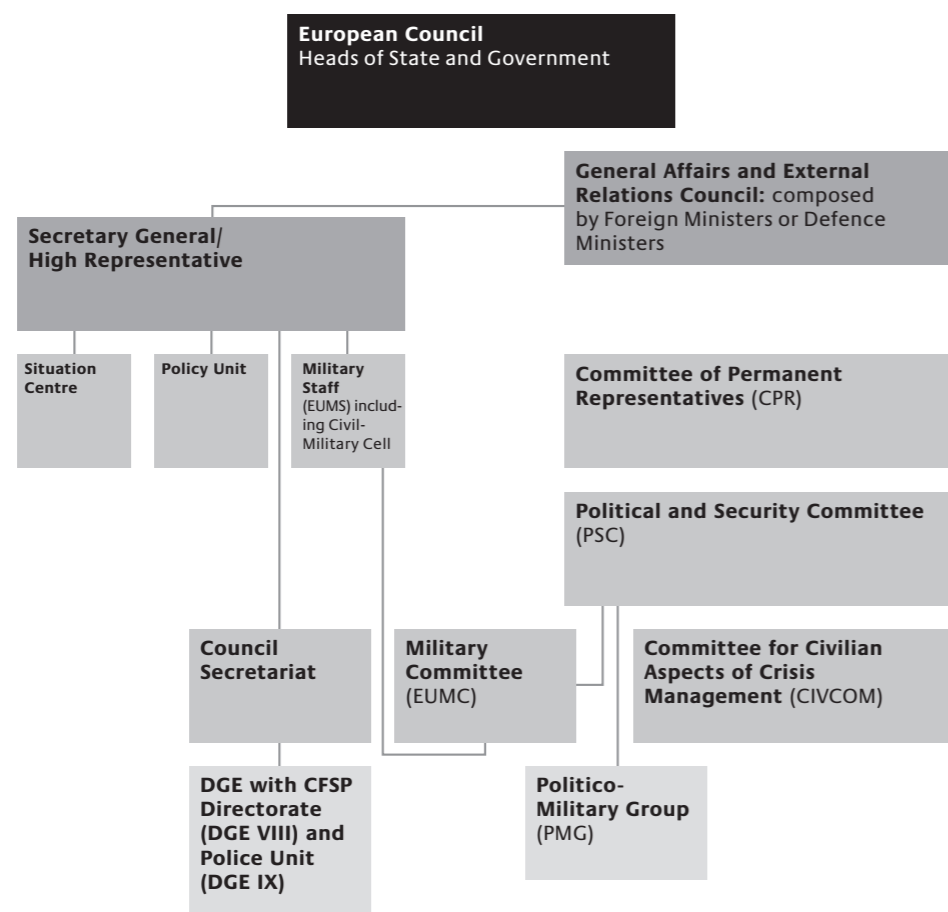 European Council
Heads of State and Government
General Affairs and External
Relations Council: composed
by Foreign Ministers or Defence
Ministers
Secretary General/
High Representative
Situation
Centre
Policy Unit
Military
Staff
(EUMS) includ-
ing Civil-
Military Cell
Committee of Permanent
Representatives (CPR)
Political and Security Committee
(PSC)
Council
Secretariat
Military
Committee
(EUMC)
Committee for Civilian
Aspects of Crisis
Management (CIVCOM)
DGE with CFSP
Directorate
(DGE VIII) and
Police Unit
(DGE IX)
Politico-
Military Group
(PMG)